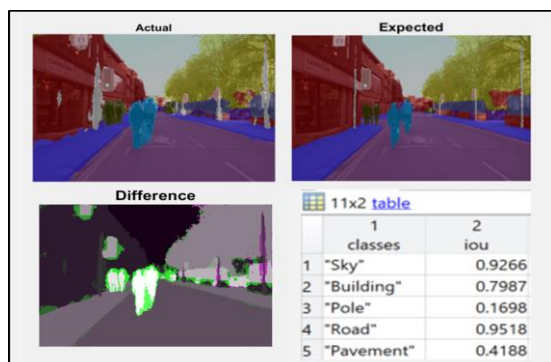 Actual
Expected
Difference
11x2 table
1 2
classes iou
1 "Sky" 0.9266
2 "Building" 0.7987
3 "Pole" 0.1698
4 "Road" 0.9518
5 "Pavement" 0.4188